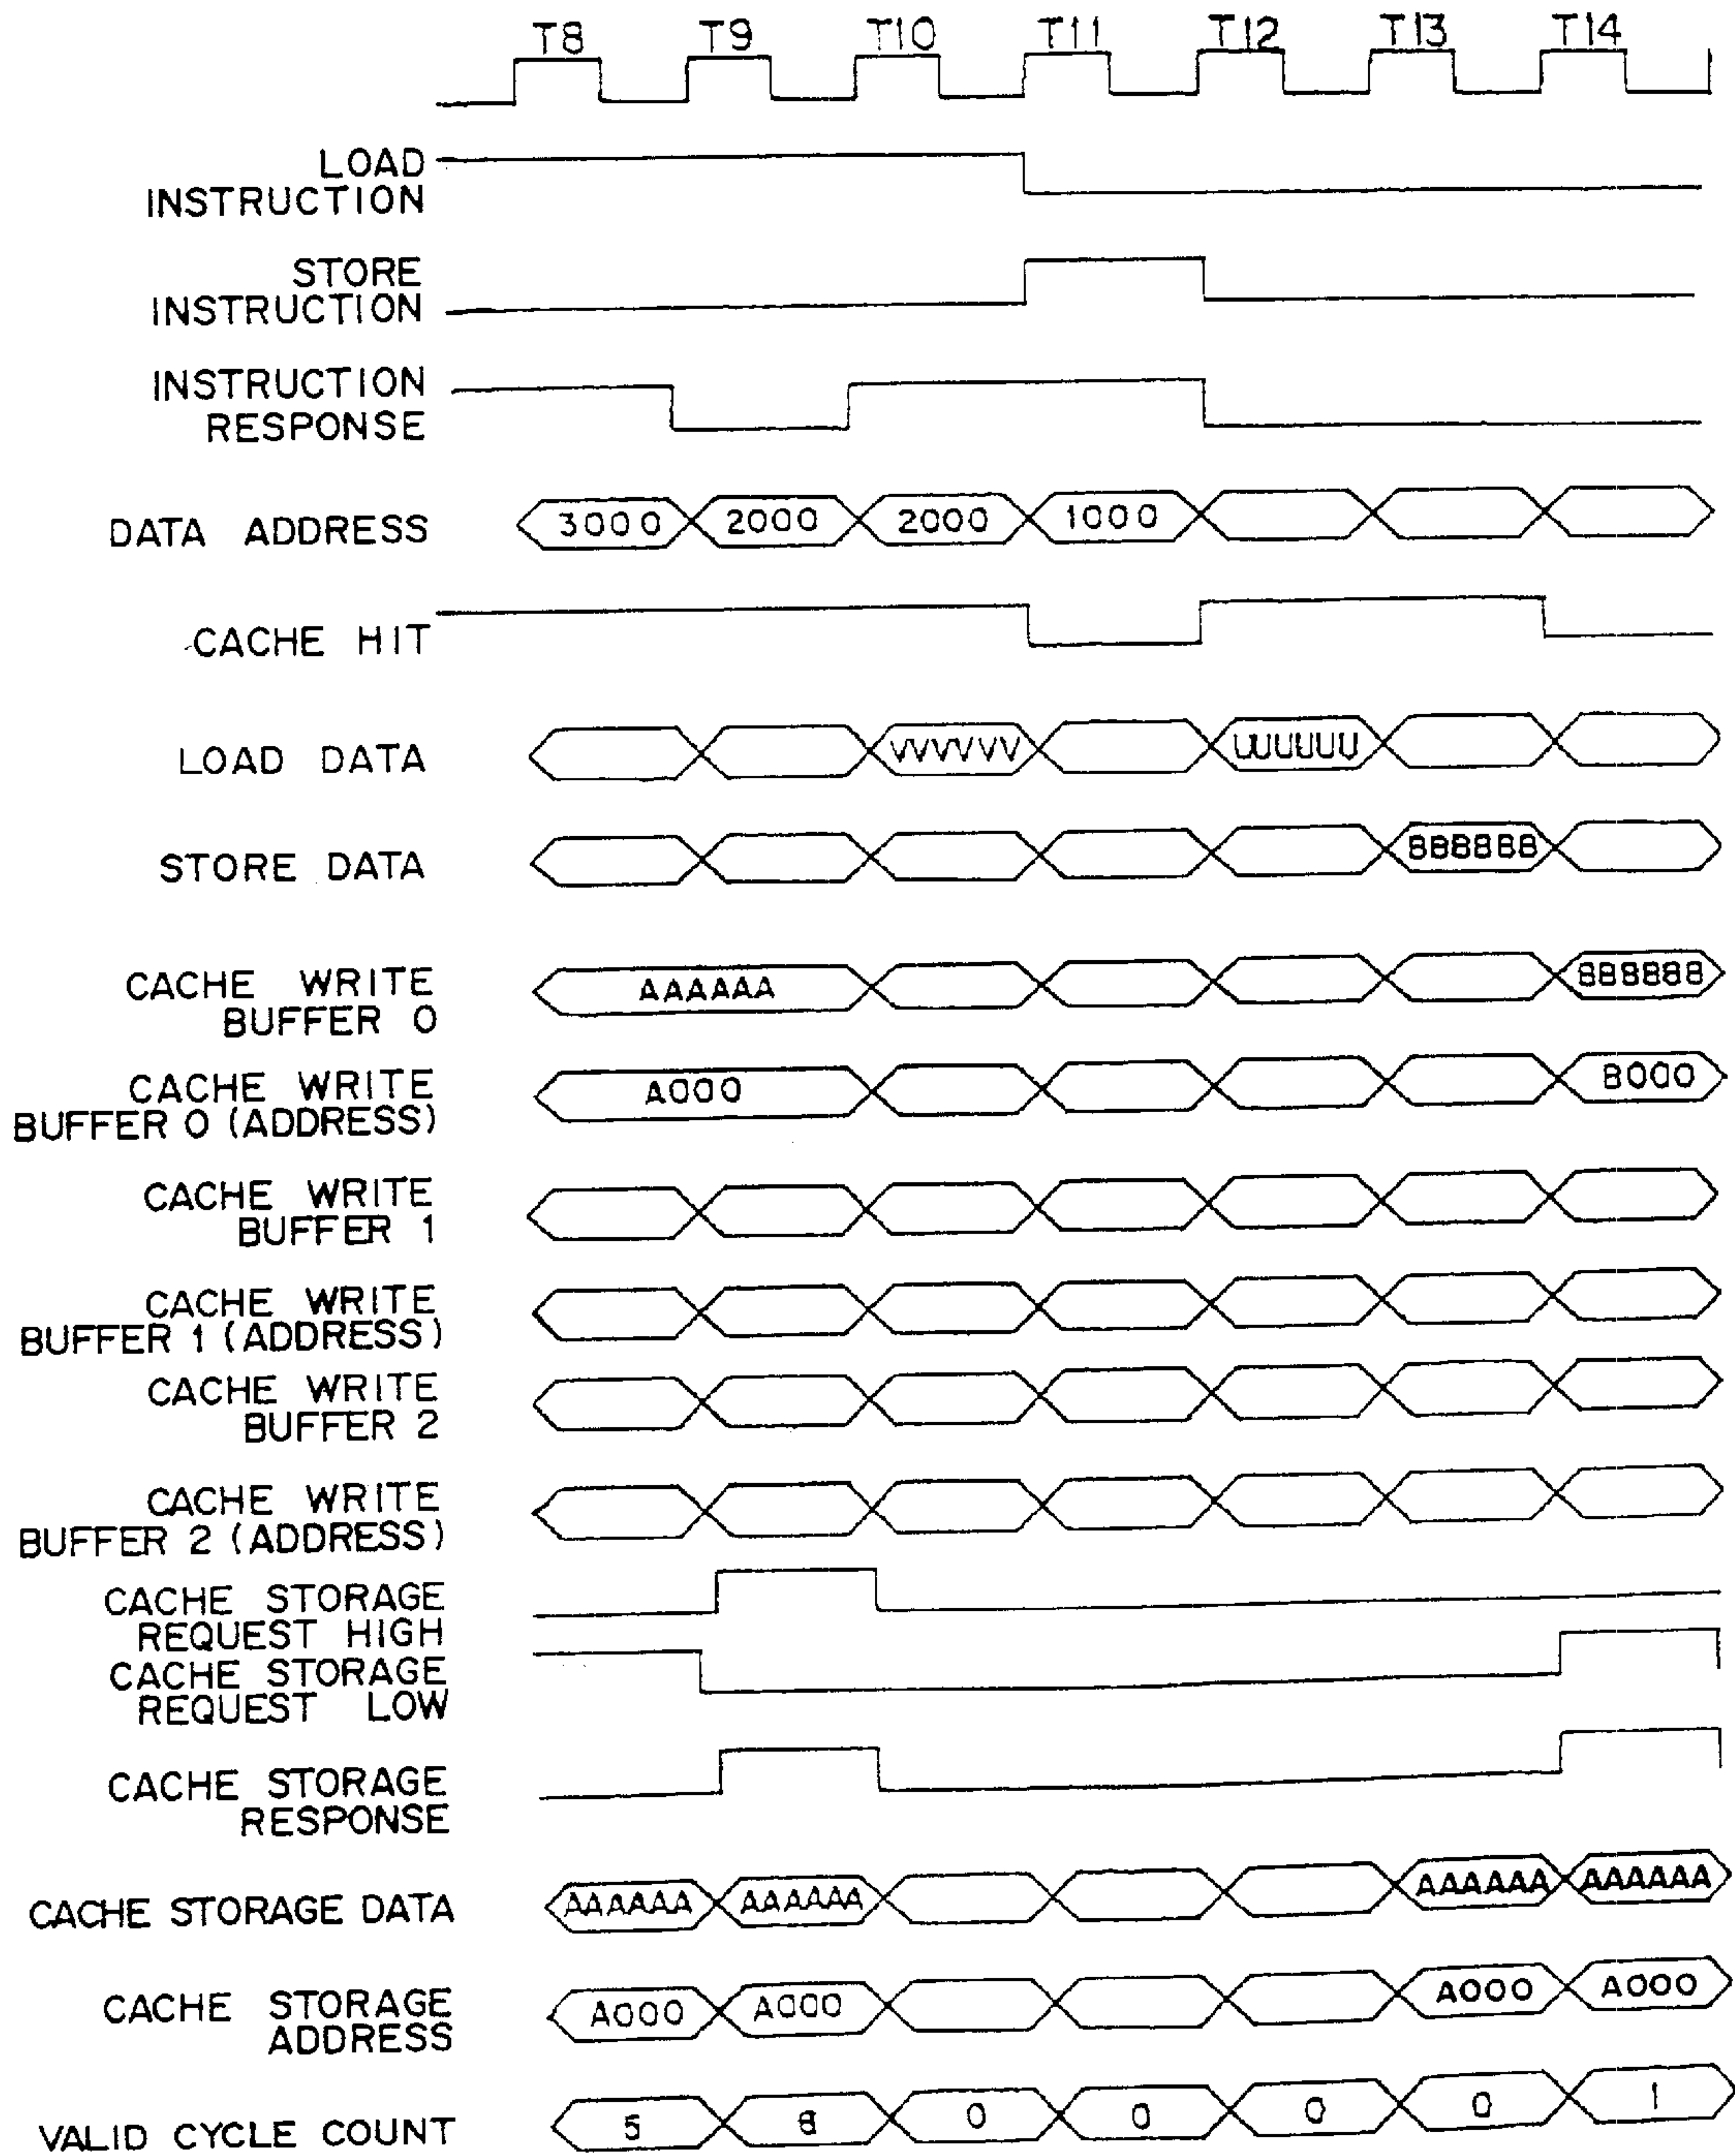 T8 T9 T10 T11 T12 T13 T14
LOAD
INSTRUCTION
STORE
INSTRUCTION
INSTRUCTION
RESPONSE
DATA ADDRESS 3000 2000 2000 1000
CACHE HIT
LOAD DATA VVVVVV UUUUUU
STORE DATA BBBBBB
CACHE WRITE
BUFFER 0
AAAAAA BBBBBB
CACHE WRITE
BUFFER 0 (ADDRESS)
A000 B000
CACHE WRITE
BUFFER 1
CACHE WRITE
BUFFER 1 (ADDRESS)
CACHE WRITE
BUFFER 2
CACHE WRITE
BUFFER 2 (ADDRESS)
CACHE STORAGE
REQUEST HIGH
CACHE STORAGE
REQUEST LOW
CACHE STORAGE
RESPONSE
CACHE STORAGE DATA AAAAAA AAAAAA AAAAAA AAAAAA
CACHE STORAGE
ADDRESS
A000 A000 A000 A000
VALID CYCLE COUNT 5 8 0 0 0 0 1